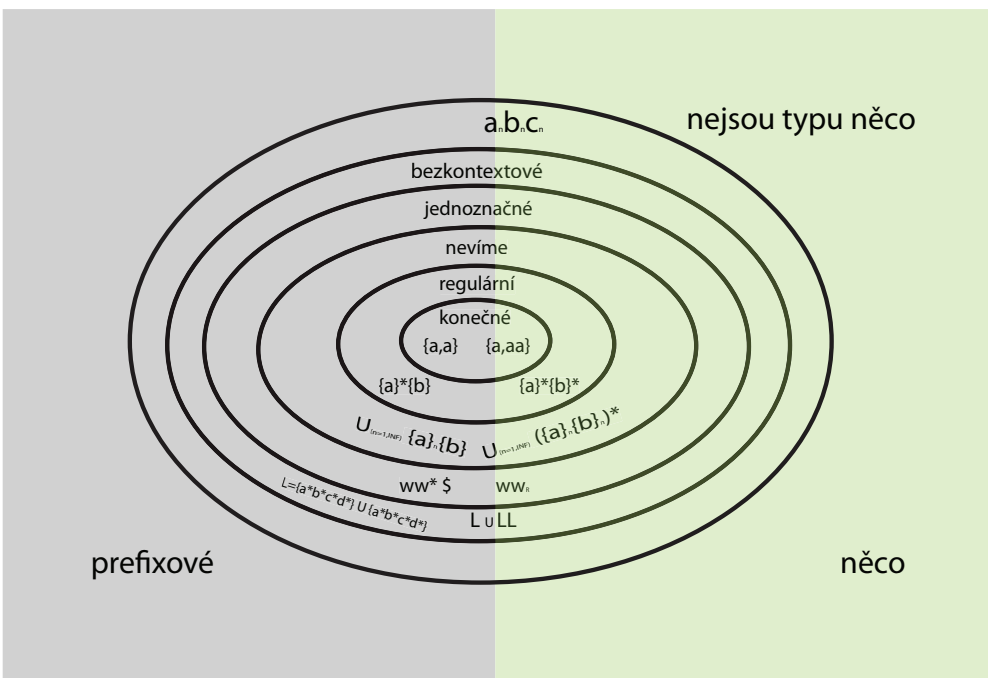 aₙbₙcₙ
nejsou typu něco
bezkontextové
jednoznačné
nevíme
regulární
konečné
{a,a} {a,aa}
{a}*{b} {a}*{b}*
U(n=1,INF) {a}ₙ{b} U(n=1,INF) ({a}ₙ{b}ₙ)*
ww* $ wwR
L={a*b*c*d*} U {a*b*c*d*}
L ∪ LL
prefixové
něco